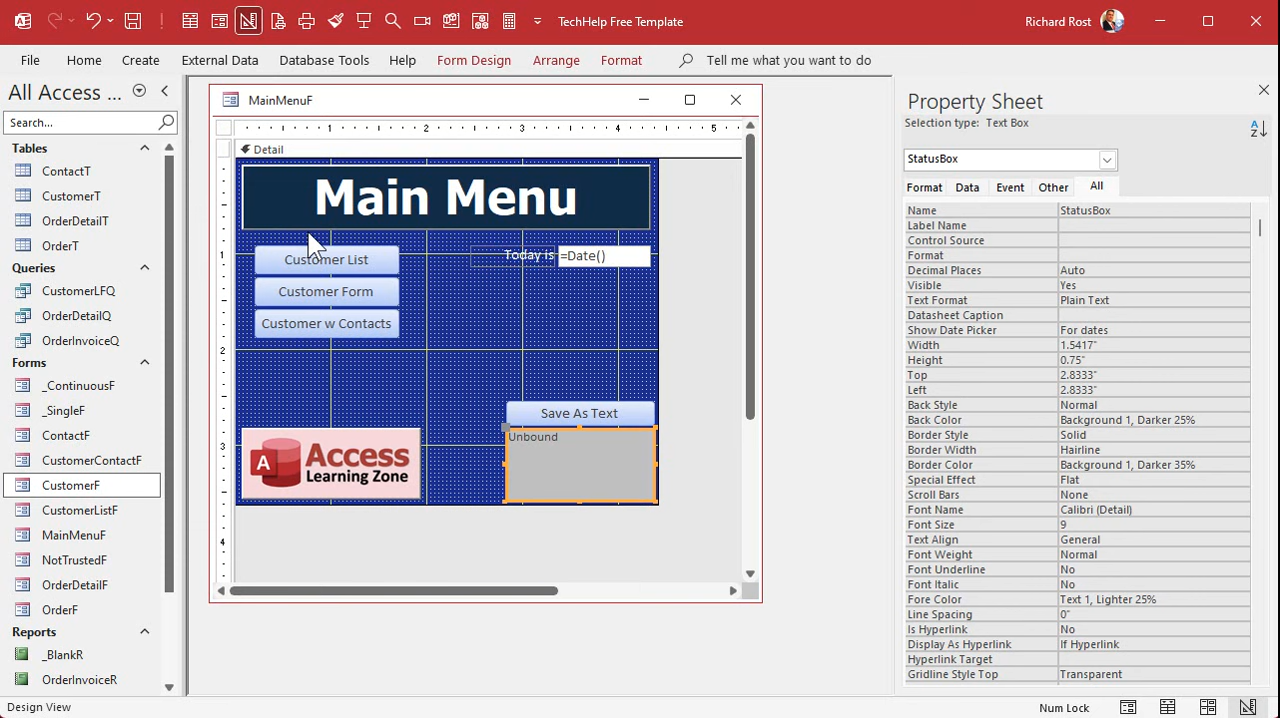 TechHelp Free Template
Richard Rost
File
Home
Create
External Data
Database Tools
Help
Form Design
Arrange
Format
Tell me what you want to do
All Access ...
Search...
Tables
ContactT
CustomerT
OrderDetailT
OrderT
Queries
CustomerLFQ
OrderDetailQ
OrderInvoiceQ
Forms
_ContinuousF
_SingleF
ContactF
CustomerContactF
CustomerF
CustomerListF
MainMenuF
NotTrustedF
OrderDetailF
OrderF
Reports
_BlankR
OrderInvoiceR
MainMenuF
1 2 3 4 5
Detail
Main Menu
1
Customer List
Today is =Date()
Customer Form
Customer w Contacts
2
Save As Text
Unbound
3
A Access
Learning Zone
4
Property Sheet
Selection type: Text Box
A
Z
StatusBox
Format Data Event Other All
Name StatusBox
Label Name
Control Source
Format
Decimal Places Auto
Visible Yes
Text Format Plain Text
Datasheet Caption
Show Date Picker For dates
Width 1.5417"
Height 0.75"
Top 2.8333"
Left 2.8333"
Back Style Normal
Back Color Background 1, Darker 25%
Border Style Solid
Border Width Hairline
Border Color Background 1, Darker 35%
Special Effect Flat
Scroll Bars None
Font Name Calibri (Detail)
Font Size 9
Text Align General
Font Weight Normal
Font Underline No
Font Italic No
Fore Color Text 1, Lighter 25%
Line Spacing 0"
Is Hyperlink No
Display As Hyperlink If Hyperlink
Hyperlink Target
Gridline Style Top Transparent
Design View
Num Lock